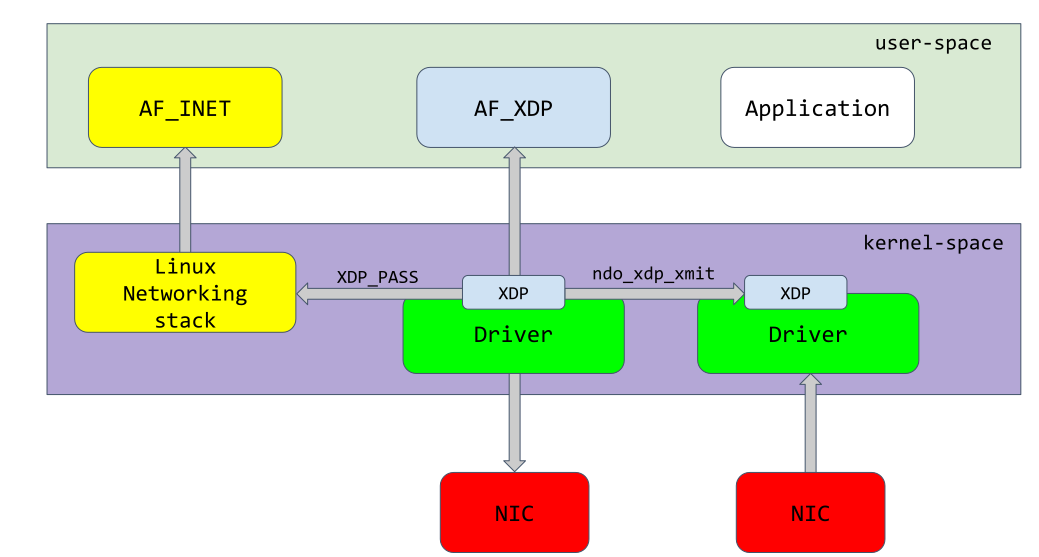 user-space
AF_INET
AF_XDP
Application
kernel-space
Linux
Networking
stack
XDP_PASS
XDP
ndo_xdp_xmit
XDP
Driver
Driver
NIC
NIC